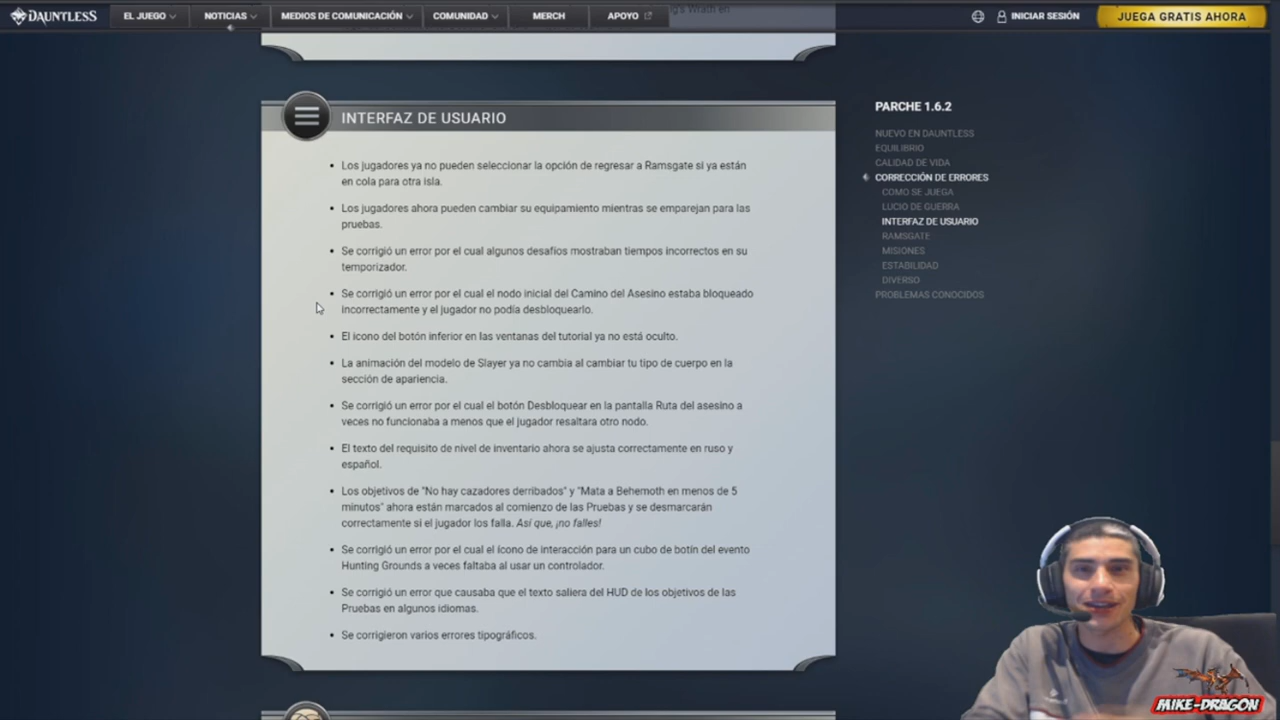 DAUNTLESS
EL JUEGO
NOTICIAS
MEDIOS DE COMUNICACIÓN
COMUNIDAD
MERCH
APOYO
INICIAR SESIÓN
JUEGA GRATIS AHORA
INTERFAZ DE USUARIO
Los jugadores ya no pueden seleccionar la opción de regresar a Ramsgate si ya están
en cola para otra isla.
Los jugadores ahora pueden cambiar su equipamiento mientras se emparejan para las
pruebas.
Se corrigió un error por el cual algunos desafíos mostraban tiempos incorrectos en su
temporizador.
Se corrigió un error por el cual el nodo inicial del Camino del Asesino estaba bloqueado
incorrectamente y el jugador no podía desbloquearlo.
El icono del botón inferior en las ventanas del tutorial ya no está oculto.
La animación del modelo de Slayer ya no cambia al cambiar tu tipo de cuerpo en la
sección de apariencia.
Se corrigió un error por el cual el botón Desbloquear en la pantalla Ruta del asesino a
veces no funcionaba a menos que el jugador resaltara otro nodo.
El texto del requisito de nivel de inventario ahora se ajusta correctamente en ruso y
español.
Los objetivos de "No hay cazadores derribados" y "Mata a Behemoth en menos de 5
minutos" ahora están marcados al comienzo de las Pruebas y se desmarcarán
correctamente si el jugador los falla. Así que, ¡no falles!
Se corrigió un error por el cual el ícono de interacción para un cubo de botín del evento
Hunting Grounds a veces faltaba al usar un controlador.
Se corrigió un error que causaba que el texto saliera del HUD de los objetivos de las
Pruebas en algunos idiomas.
Se corrigieron varios errores tipográficos.
PARCHE 1.6.2
NUEVO EN DAUNTLESS
EQUILIBRIO
CALIDAD DE VIDA
CORRECCIÓN DE ERRORES
COMO SE JUEGA
LUCIO DE GUERRA
INTERFAZ DE USUARIO
RAMSGATE
MISIONES
ESTABILIDAD
DIVERSO
PROBLEMAS CONOCIDOS
MIKE-DRAGON